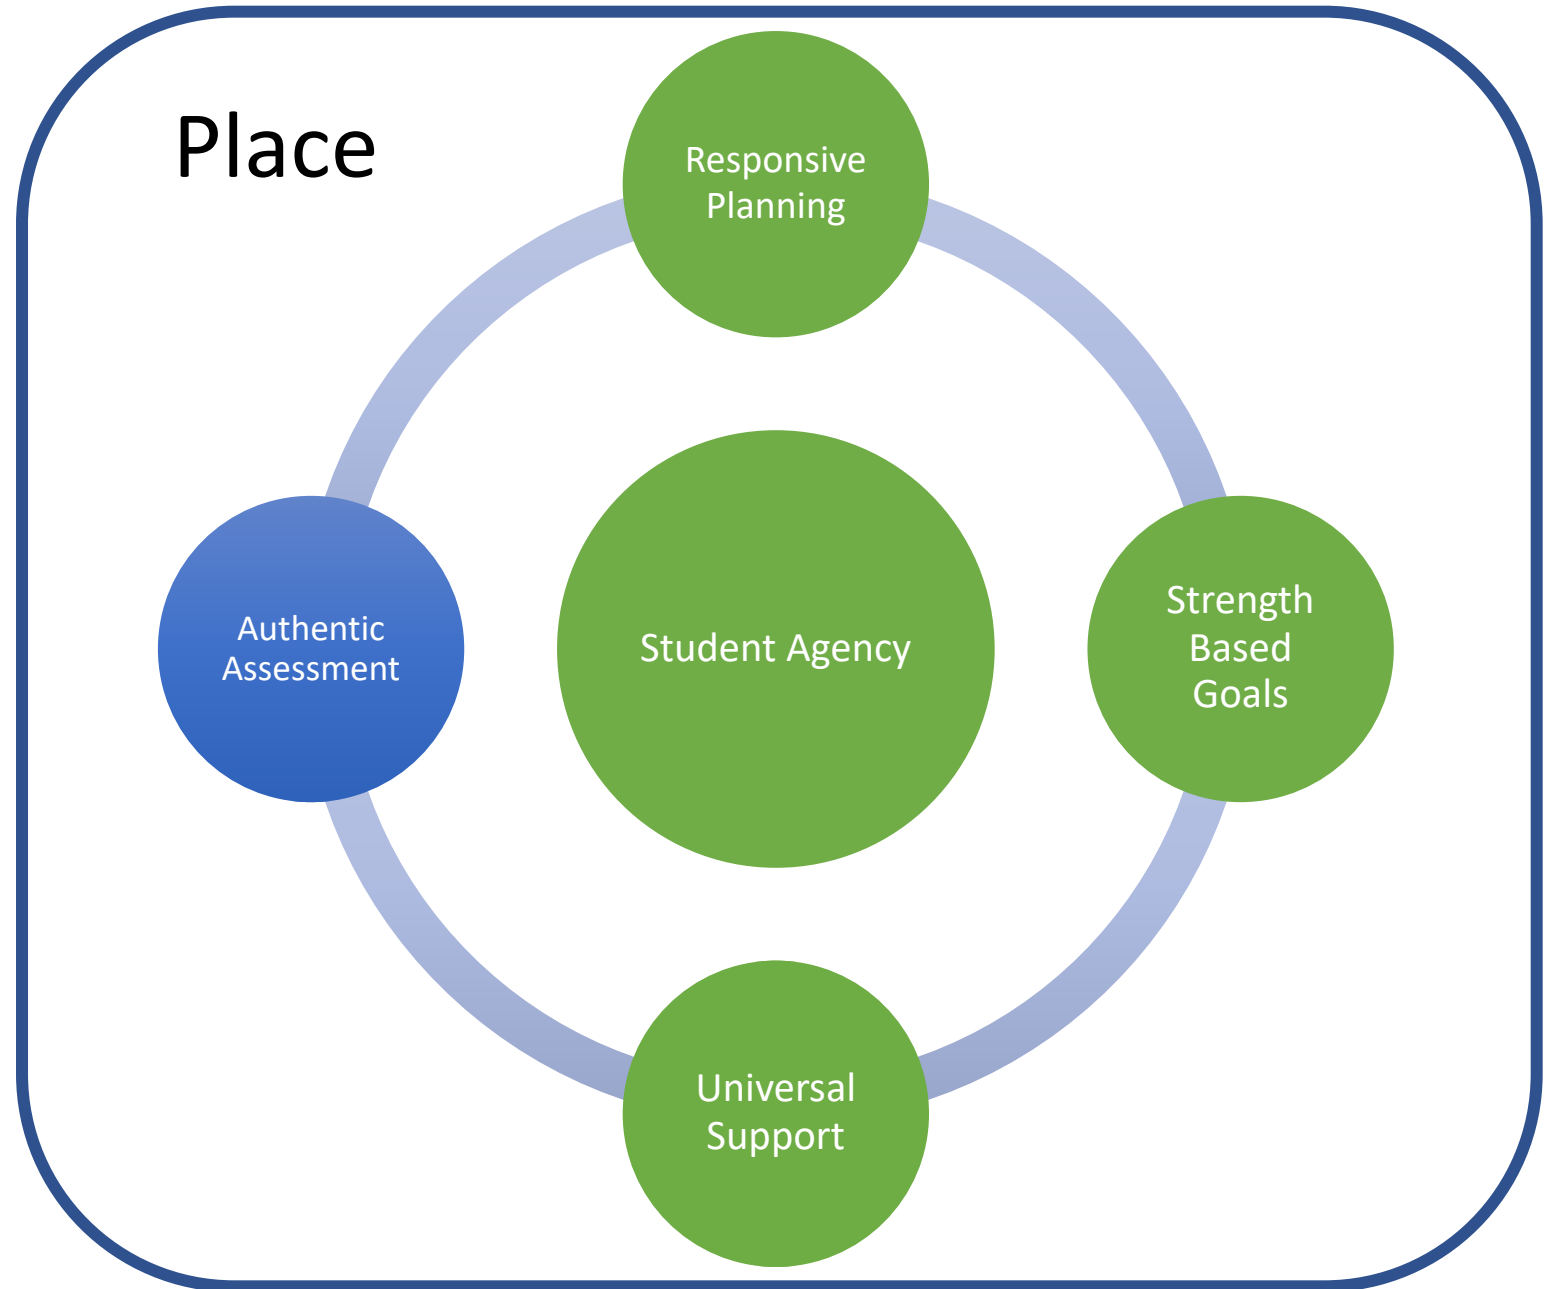 Place
Responsive
Planning
Authentic
Assessment
Student Agency
Strength
Based
Goals
Universal
Support